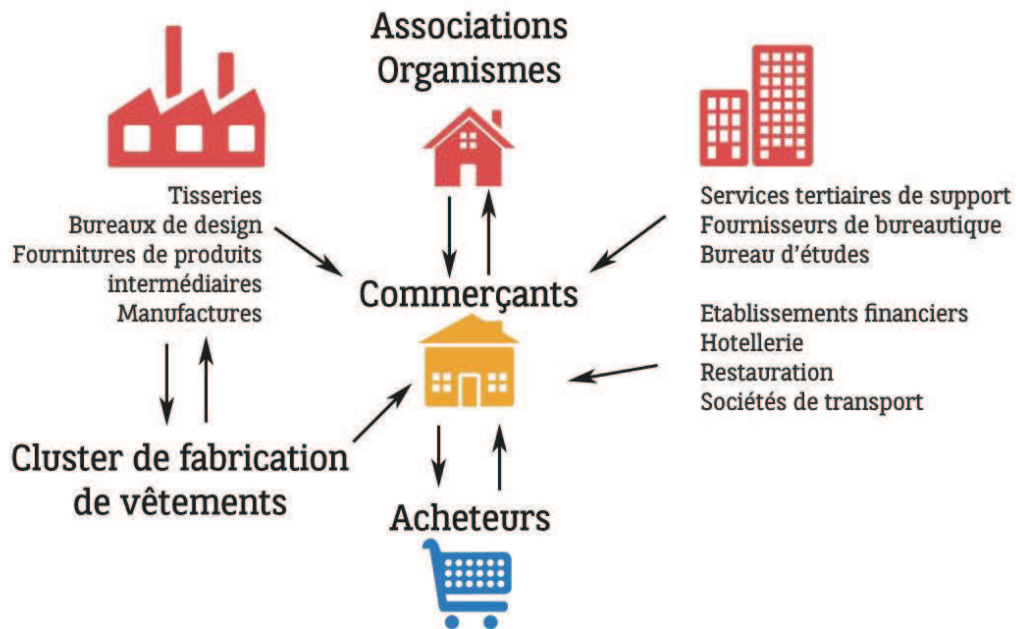 Associations
Organismes
Tisseries
Bureaux de design
Fournitures de produits
intermédiaires
Manufactures
Services tertiaires de support
Fournisseurs de bureautique
Bureau d'études
Commerçants
Etablissements financiers
Hotellerie
Restauration
Sociétés de transport
Cluster de fabrication
de vêtements
Acheteurs